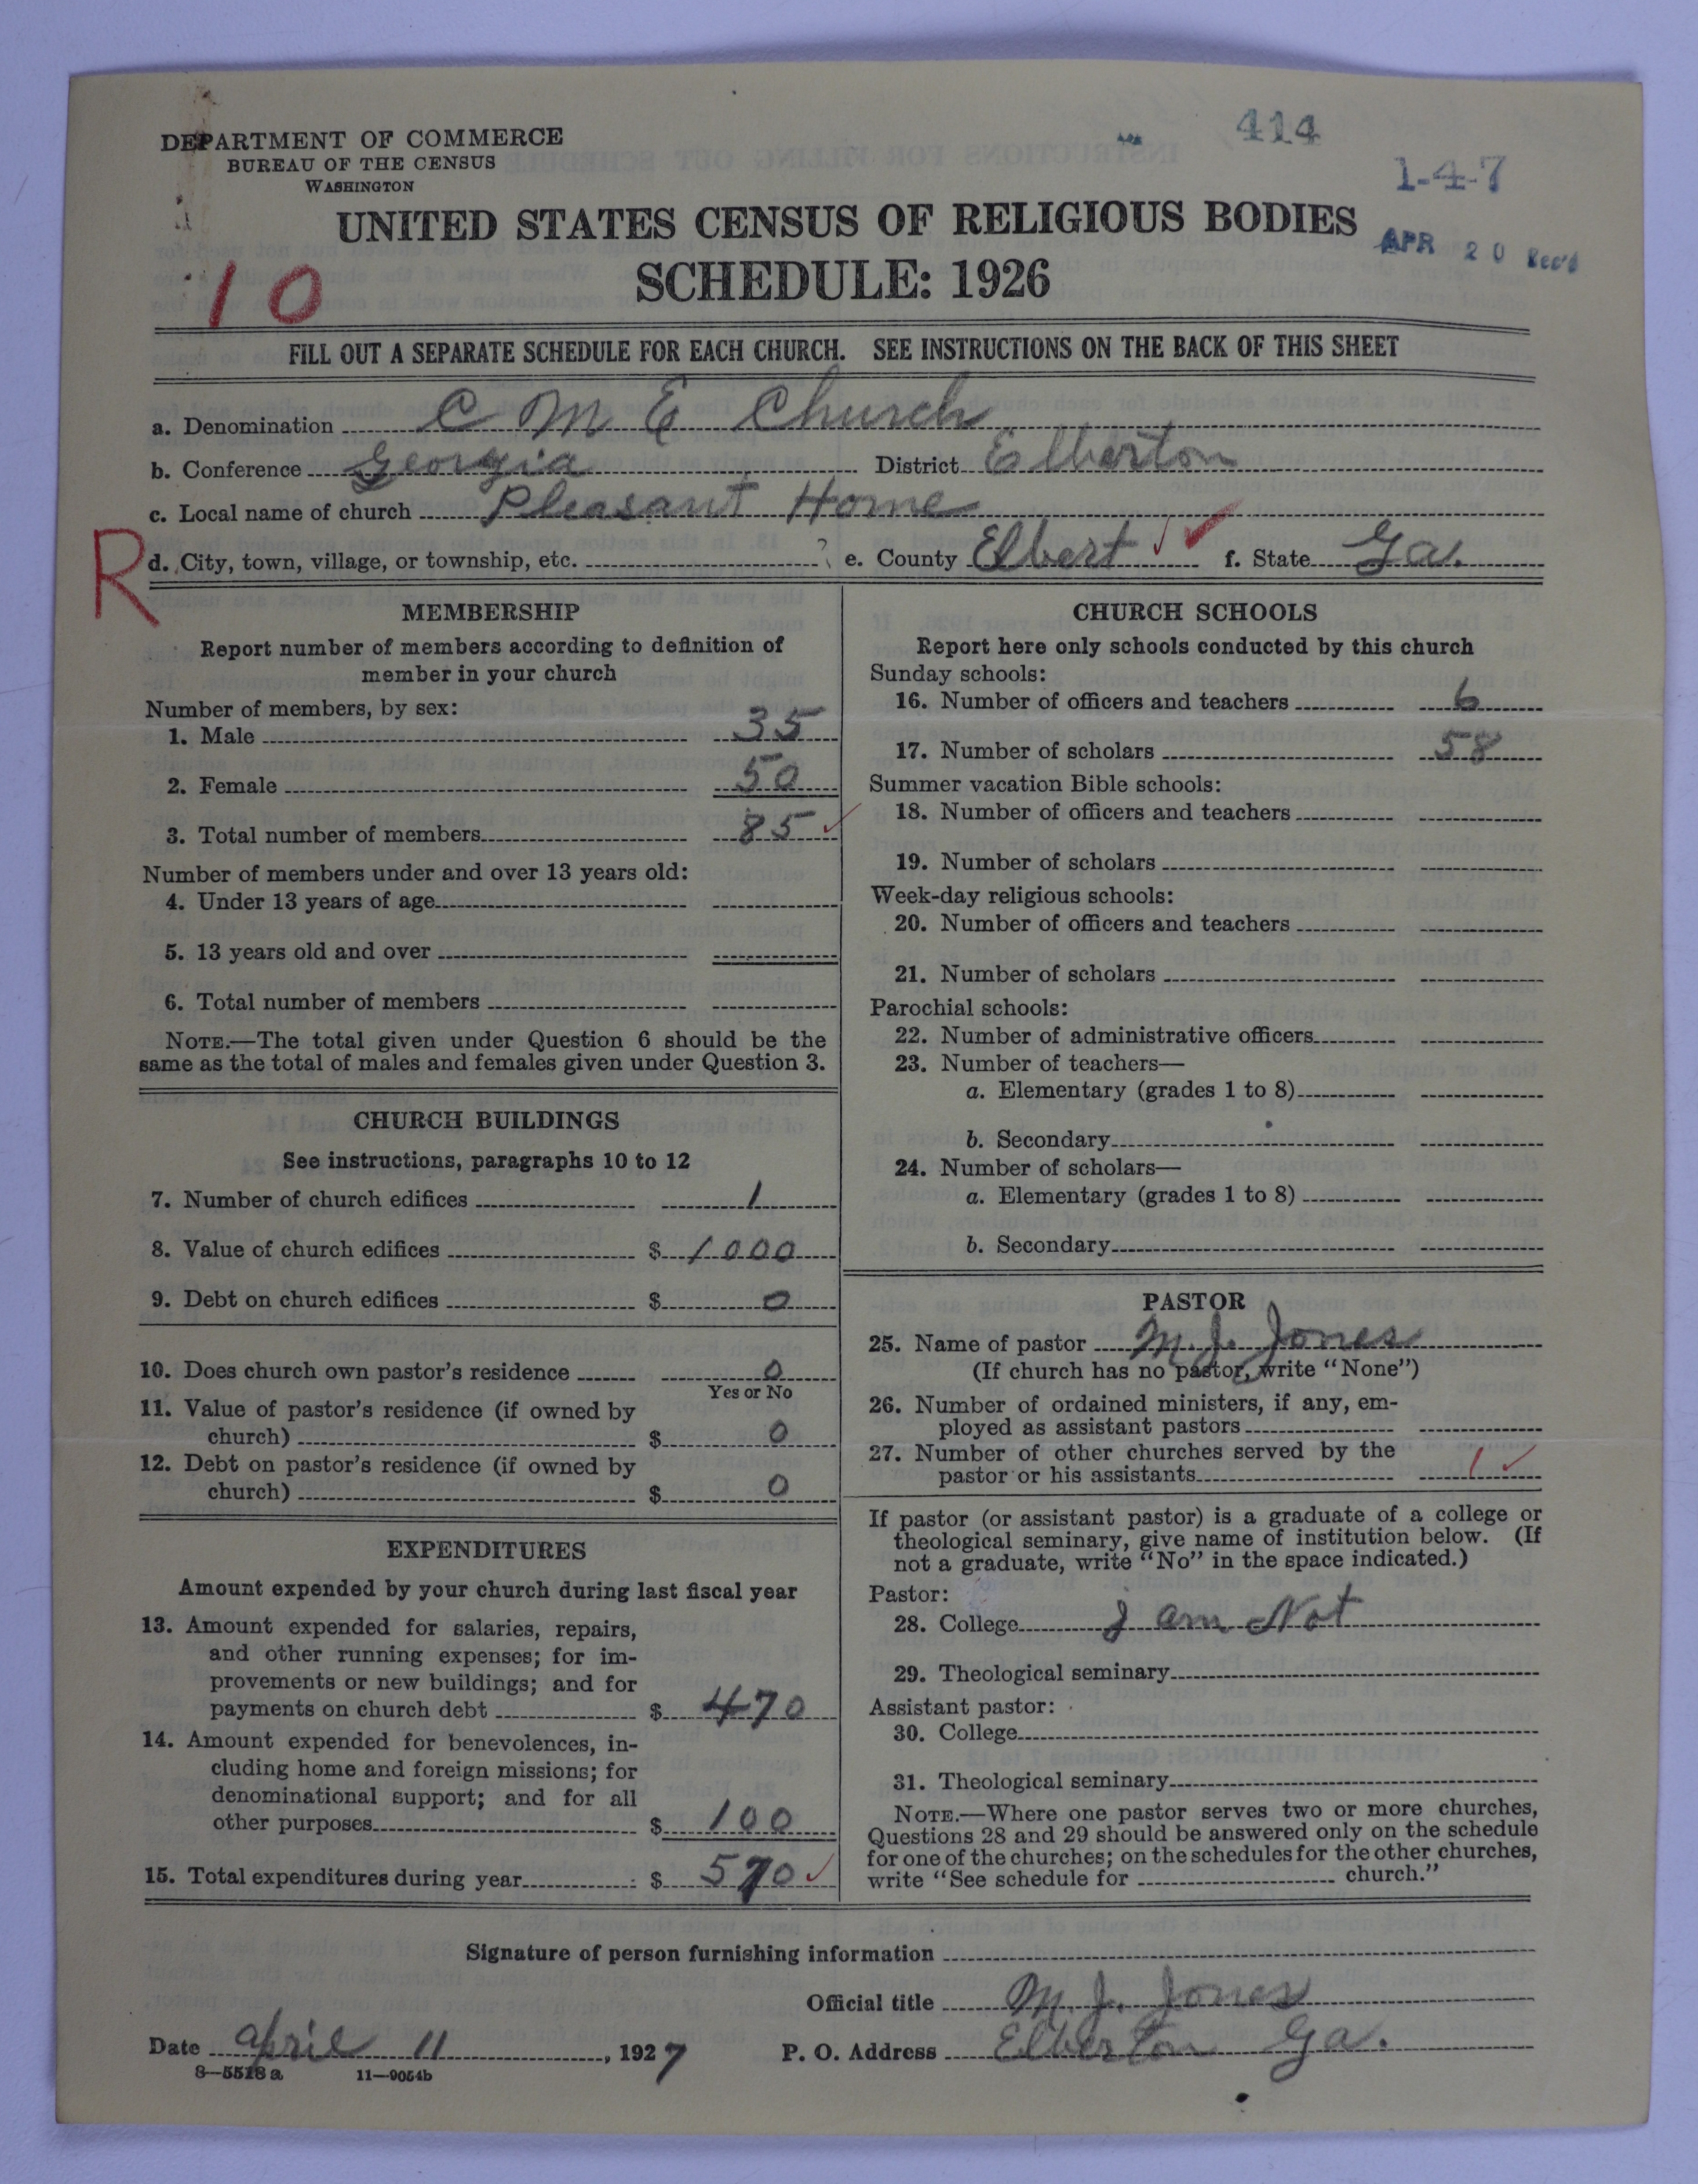 414
1-4-7
APR 20 Rec'd
DEPARTMENT OF COMMERCE
BUREAU OF THE CENSUS
WASHINGTON
UNITED STATES CENSUS OF RELIGIOUS BODIES
SCHEDULE: 1926
10
FILL OUT A SEPARATE SCHEDULE FOR EACH CHURCH. SEE INSTRUCTIONS ON THE BACK OF THIS SHEET
a. Denomination C M E Church
b. Conference Georgia District Elberton
c. Local name of church Pleasant Home
R
d. City, town, village, or township, etc. ? e. County Elbert ✓ ✓ f. State Ga.
MEMBERSHIP
Report number of members according to definition of
member in your church
Number of members, by sex:
1. Male 35
2. Female 50
3. Total number of members 85 ✓
Number of members under and over 13 years old:
4. Under 13 years of age
5. 13 years old and over
6. Total number of members
NOTE.—The total given under Question 6 should be the
same as the total of males and females given under Question 3.
CHURCH BUILDINGS
See instructions, paragraphs 10 to 12
7. Number of church edifices 1
8. Value of church edifices $ 1000
9. Debt on church edifices $ 0
10. Does church own pastor's residence 0
Yes or No
11. Value of pastor's residence (if owned by
church) $ 0
12. Debt on pastor's residence (if owned by
church) $ 0
EXPENDITURES
Amount expended by your church during last fiscal year
13. Amount expended for salaries, repairs,
and other running expenses; for im-
provements or new buildings; and for
payments on church debt $ 470
14. Amount expended for benevolences, in-
cluding home and foreign missions; for
denominational support; and for all
other purposes $ 100
15. Total expenditures during year $ 570 ✓
CHURCH SCHOOLS
Report here only schools conducted by this church
Sunday schools:
16. Number of officers and teachers 6
17. Number of scholars 58
Summer vacation Bible schools:
18. Number of officers and teachers
19. Number of scholars
Week-day religious schools:
20. Number of officers and teachers
21. Number of scholars
Parochial schools:
22. Number of administrative officers
23. Number of teachers—
a. Elementary (grades 1 to 8)
b. Secondary
24. Number of scholars—
a. Elementary (grades 1 to 8)
b. Secondary
PASTOR
25. Name of pastor M. J. Jones
(If church has no pastor, write "None")
26. Number of ordained ministers, if any, em-
ployed as assistant pastors
27. Number of other churches served by the
pastor or his assistants 1 ✓
If pastor (or assistant pastor) is a graduate of a college or
theological seminary, give name of institution below. (If
not a graduate, write "No" in the space indicated.)
Pastor:
28. College I am Not
29. Theological seminary
Assistant pastor:
30. College
31. Theological seminary
NOTE.—Where one pastor serves two or more churches,
Questions 28 and 29 should be answered only on the schedule
for one of the churches; on the schedules for the other churches,
write "See schedule for church."
Signature of person furnishing information
Official title M. J. Jones
Date april 11, 1927 P. O. Address Elberton Ga.
8—5518 a 11—9054b